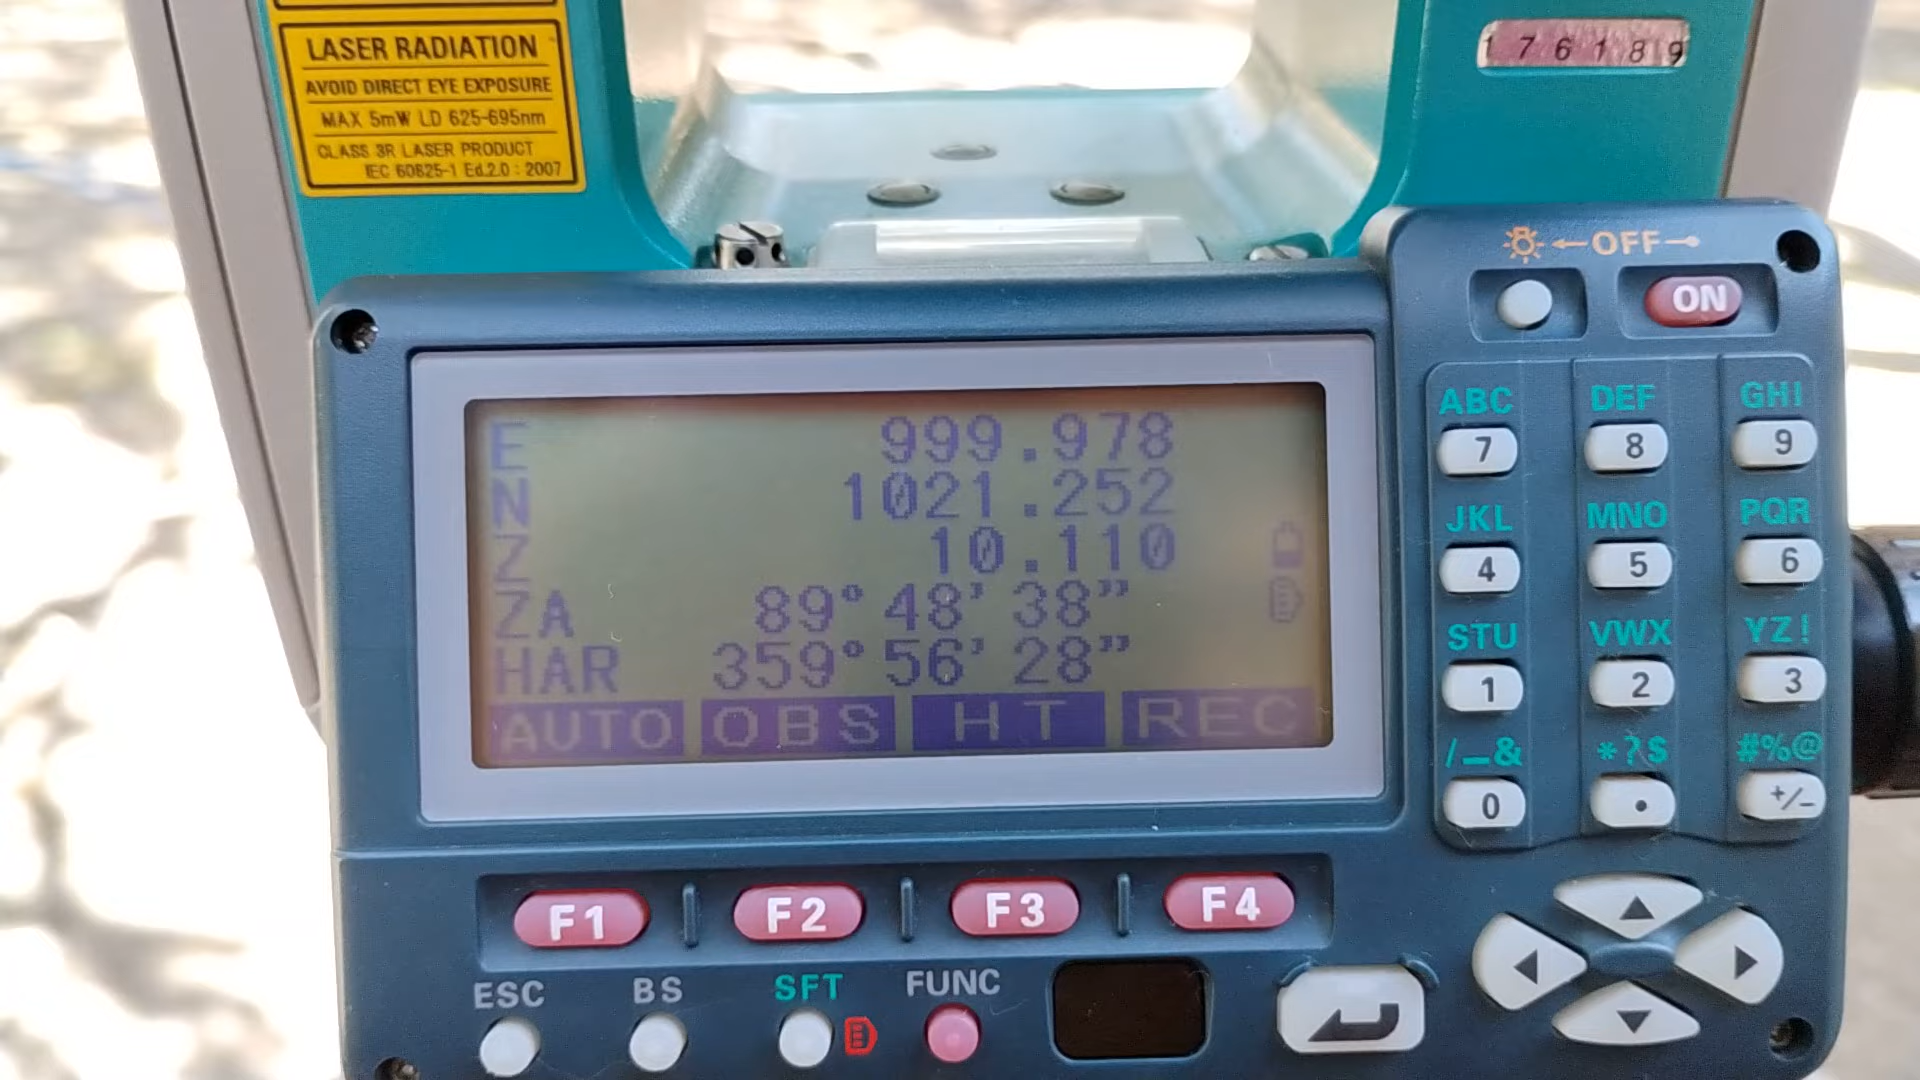 LASER RADIATION
AVOID DIRECT EYE EXPOSURE
MAX 5mW LD 625-695nm
CLASS 3R LASER PRODUCT
IEC 60825-1 Ed.2.0 : 2007
176189
←OFF
ON
E 999.978
N 1021.252
Z 10.110
ZA 89°48'38"
HAR 359°56'28"
AUTO OBS HT REC
ABC DEF GHI
7 8 9
JKL MNO PQR
4 5 6
STU VWX YZ!
1 2 3
/_& *?$ #%@
0 . +/-
F1 F2 F3 F4
ESC BS SFT FUNC